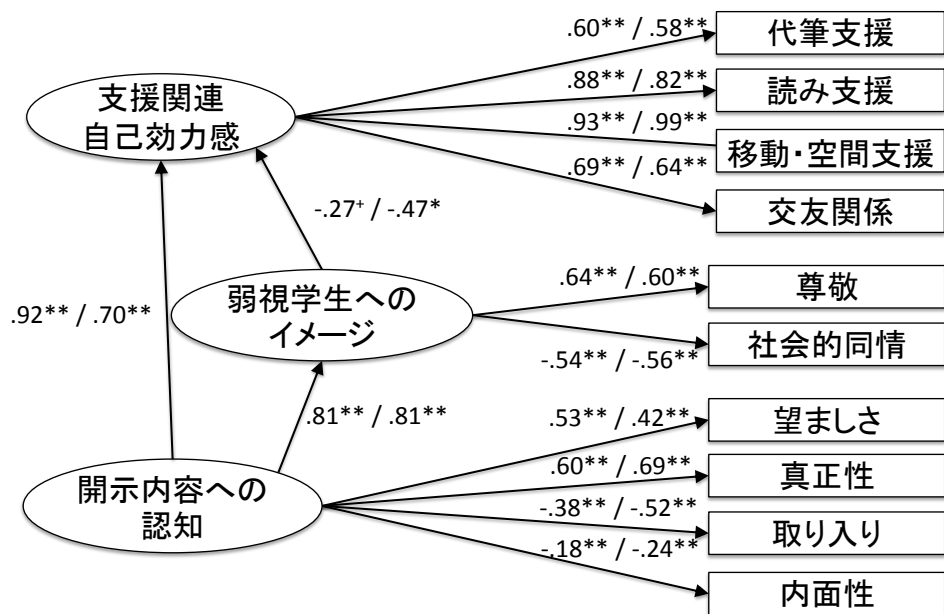 .60** / .58**
代筆支援
支援関連
自己効力感
.88** / .82**
読み支援
.93** / .99**
移動・空間支援
.69** / .64**
交友関係
-.27⁺ / -.47*
.64** / .60**
尊敬
弱視学生への
イメージ
.92** / .70**
-.54** / -.56**
社会的同情
.81** / .81**
.53** / .42**
望ましさ
.60** / .69**
真正性
開示内容への
認知
-.38** / -.52**
取り入り
-.18** / -.24**
内面性